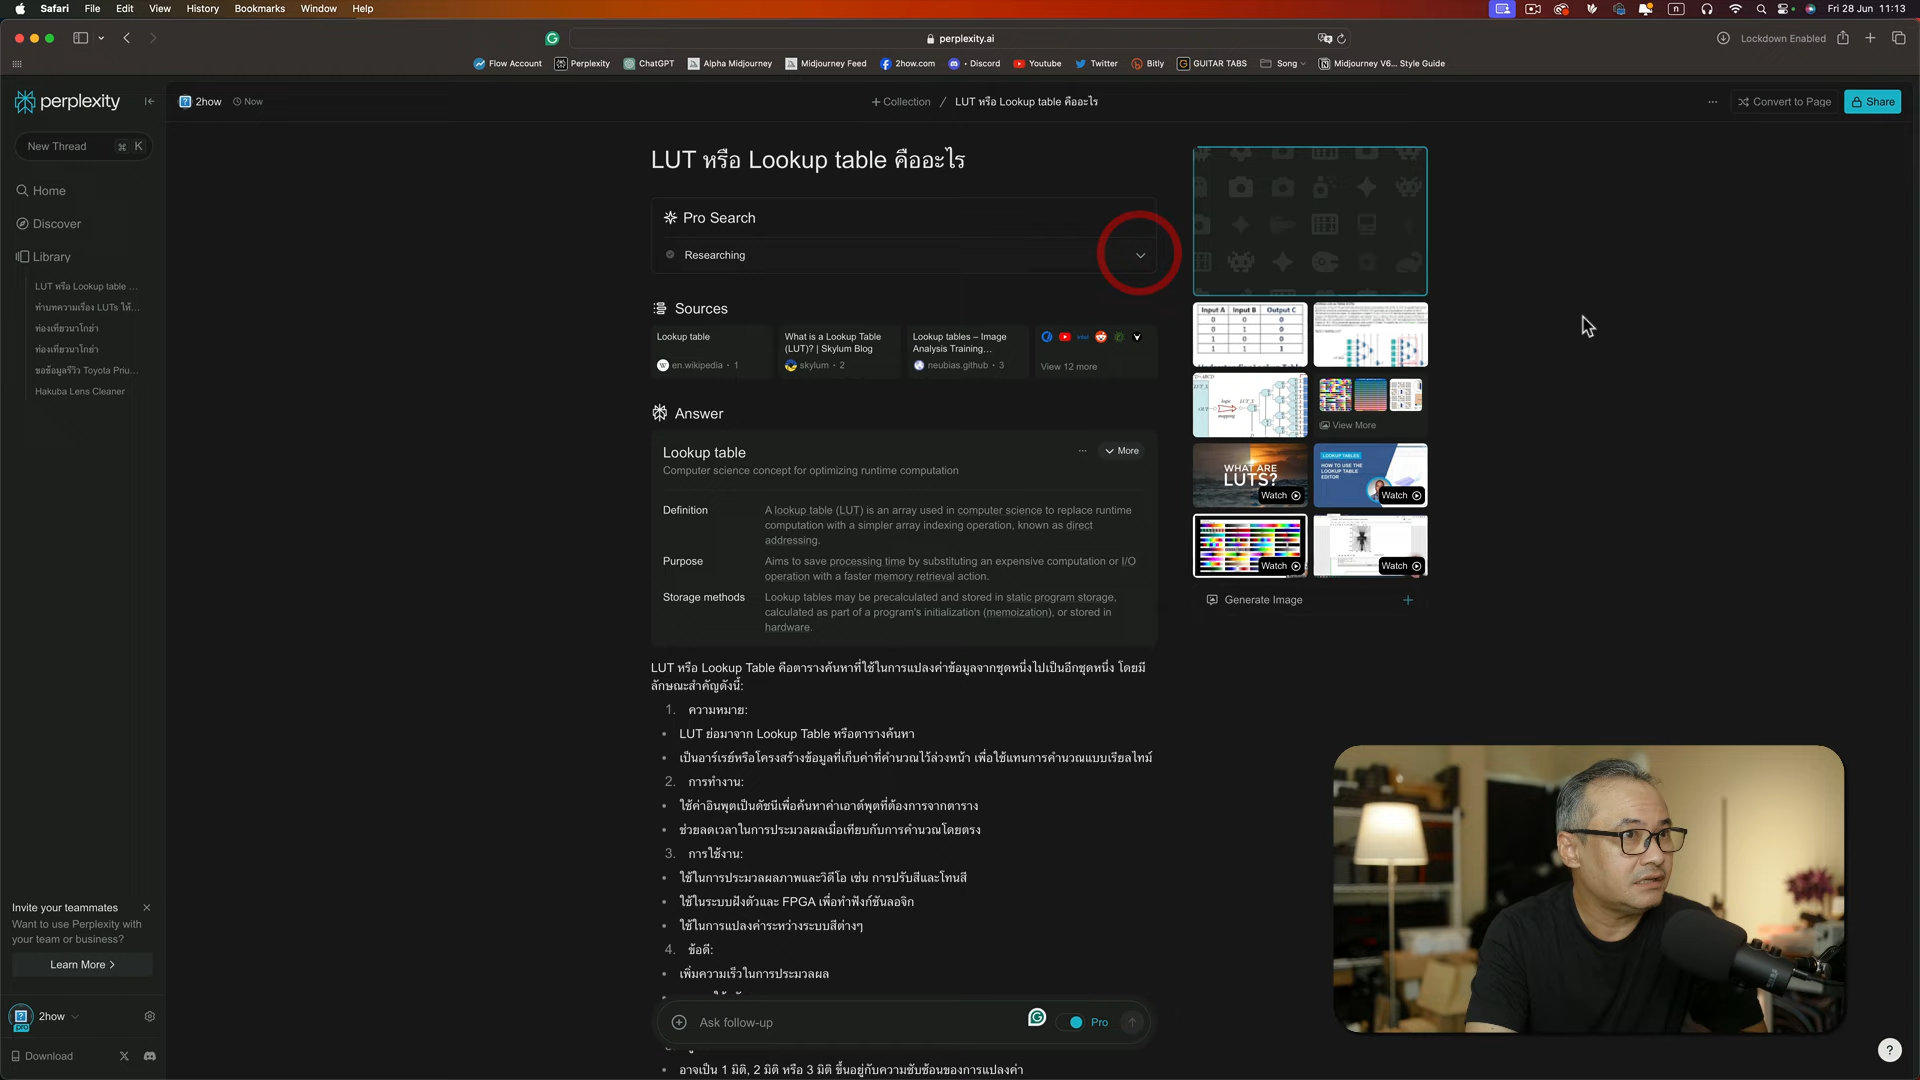 Safari File Edit View History Bookmarks Window Help
Fri 28 Jun 11:13
perplexity.ai
Lockdown Enabled
Flow Account Perplexity ChatGPT Alpha Midjourney Midjourney Feed 2how.com Discord Youtube Twitter Bitly GUITAR TABS Song Midjourney V6... Style Guide
perplexity
2how Now
+ Collection / LUT หรือ Lookup table คืออะไร
Convert to Page
Share
New Thread ⌘ K
Home
Discover
Library
LUT หรือ Lookup table ...
ทำบทความเรื่อง LUTs ให้...
ท่องเที่ยวนาโกย่า
ท่องเที่ยวนาโกย่า
ขอข้อมูลรีวิว Toyota Priu...
Hakuba Lens Cleaner
Invite your teammates
Want to use Perplexity with
your team or business?
Learn More
2how
pro
Download
LUT หรือ Lookup table คืออะไร
Pro Search
Researching
Sources
Lookup table
en.wikipedia · 1
What is a Lookup Table
(LUT)? | Skylum Blog
skylum · 2
Lookup tables – Image
Analysis Training...
neubias.github · 3
View 12 more
Answer
Lookup table
More
Computer science concept for optimizing runtime computation
Definition
A lookup table (LUT) is an array used in computer science to replace runtime
computation with a simpler array indexing operation, known as direct
addressing.
Purpose
Aims to save processing time by substituting an expensive computation or I/O
operation with a faster memory retrieval action.
Storage methods
Lookup tables may be precalculated and stored in static program storage,
calculated as part of a program's initialization (memoization), or stored in
hardware.
LUT หรือ Lookup Table คือตารางค้นหาที่ใช้ในการแปลงค่าข้อมูลจากชุดหนึ่งไปเป็นอีกชุดหนึ่ง โดยมี
ลักษณะสำคัญดังนี้:
1. ความหมาย:
• LUT ย่อมาจาก Lookup Table หรือตารางค้นหา
• เป็นอาร์เรย์หรือโครงสร้างข้อมูลที่เก็บค่าที่คำนวณไว้ล่วงหน้า เพื่อใช้แทนการคำนวณแบบเรียลไทม์
2. การทำงาน:
• ใช้ค่าอินพุตเป็นดัชนีเพื่อค้นหาค่าเอาต์พุตที่ต้องการจากตาราง
• ช่วยลดเวลาในการประมวลผลเมื่อเทียบกับการคำนวณโดยตรง
3. การใช้งาน:
• ใช้ในการประมวลผลภาพและวิดีโอ เช่น การปรับสีและโทนสี
• ใช้ในระบบฝังตัวและ FPGA เพื่อทำฟังก์ชันลอจิก
• ใช้ในการแปลงค่าระหว่างระบบสีต่างๆ
4. ข้อดี:
• เพิ่มความเร็วในการประมวลผล
Ask follow-up
Pro
อาจเป็น 1 มิติ, 2 มิติ หรือ 3 มิติ ขึ้นอยู่กับความซับซ้อนของการแปลงค่า
Input A Input B Output C
0 0 0
0 1 0
1 0 0
1 1 1
View More
WHAT ARE
LUTS?
Watch
LOOKUP TABLES
HOW TO USE THE
LOOKUP TABLE
EDITOR
Watch
Watch
Watch
Generate Image
?